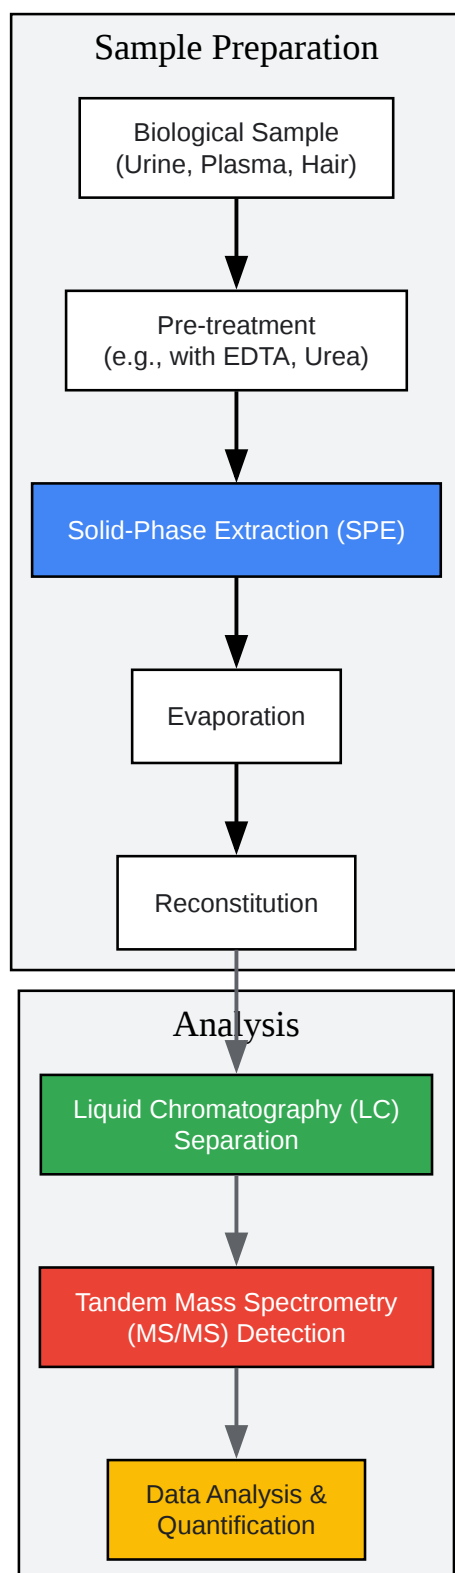 Sample Preparation
Biological Sample
(Urine, Plasma, Hair)
Pre-treatment
(e.g., with EDTA, Urea)
Solid-Phase Extraction (SPE)
Evaporation
Reconstitution
Analysis
Liquid Chromatography (LC)
Separation
Tandem Mass Spectrometry
(MS/MS) Detection
Data Analysis &
Quantification